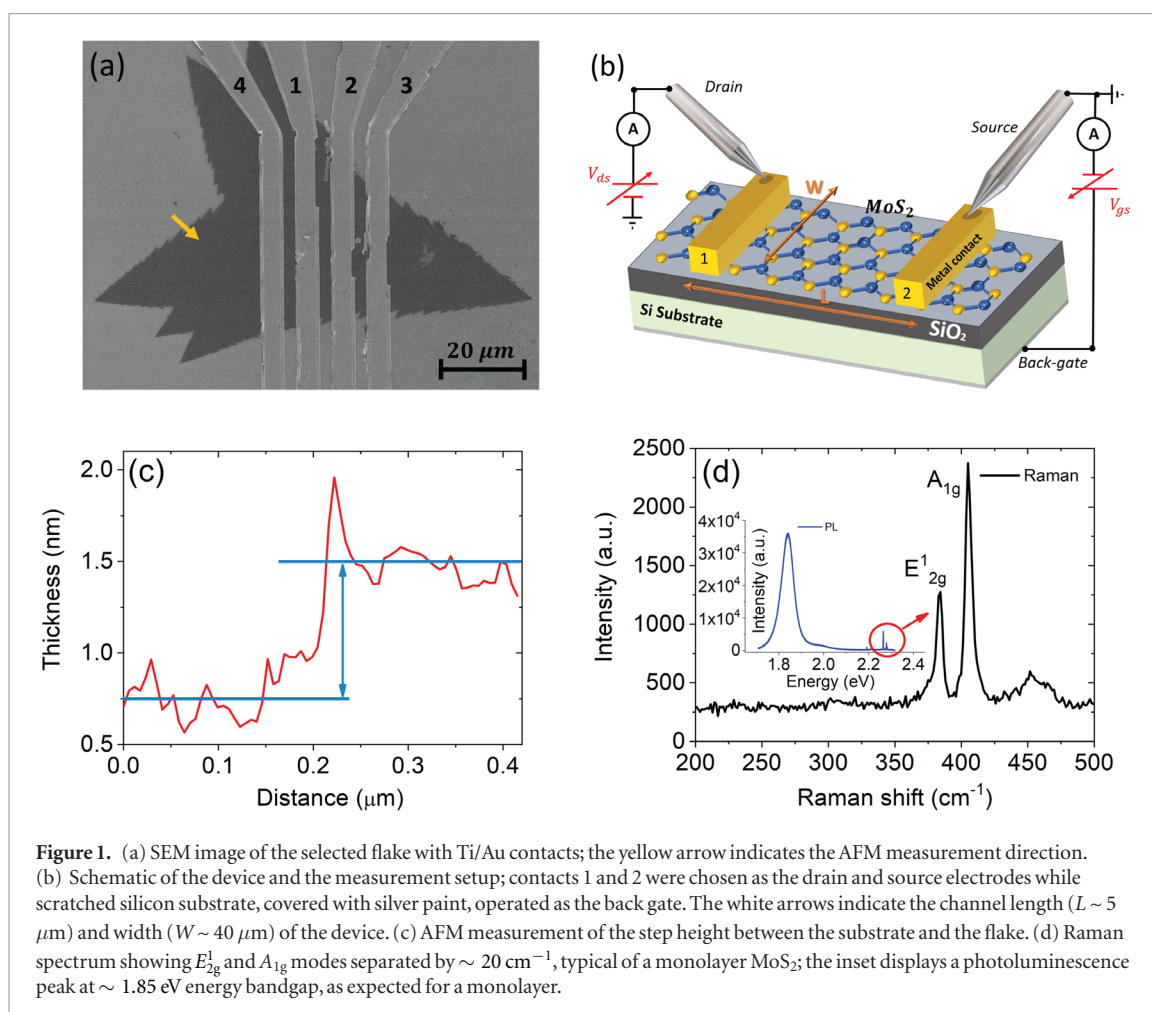 (a)
4 1 2 3
20 μm
(b)
Drain
Source
A
A
V_ds
V_gs
W
MoS₂
1
2
Metal contact
L
Si Substrate
SiO₂
Back-gate
(c)
2.0
1.5
1.0
0.5
Thickness (nm)
0.0 0.1 0.2 0.3 0.4
Distance (μm)
(d)
2500
2000
1500
1000
500
0
Intensity (a.u.)
A₁g
Raman
E¹₂g
4x10⁴
3x10⁴
2x10⁴
1x10⁴
0
Intensity (a.u.)
PL
1.8 2.0 2.2 2.4
Energy (eV)
200 250 300 350 400 450 500
Raman shift (cm⁻¹)
Figure 1. (a) SEM image of the selected flake with Ti/Au contacts; the yellow arrow indicates the AFM measurement direction.
(b) Schematic of the device and the measurement setup; contacts 1 and 2 were chosen as the drain and source electrodes while
scratched silicon substrate, covered with silver paint, operated as the back gate. The white arrows indicate the channel length (L ~ 5
μm) and width (W ~ 40 μm) of the device. (c) AFM measurement of the step height between the substrate and the flake. (d) Raman
spectrum showing E¹₂g and A₁g modes separated by ~ 20 cm⁻¹, typical of a monolayer MoS₂; the inset displays a photoluminescence
peak at ~ 1.85 eV energy bandgap, as expected for a monolayer.